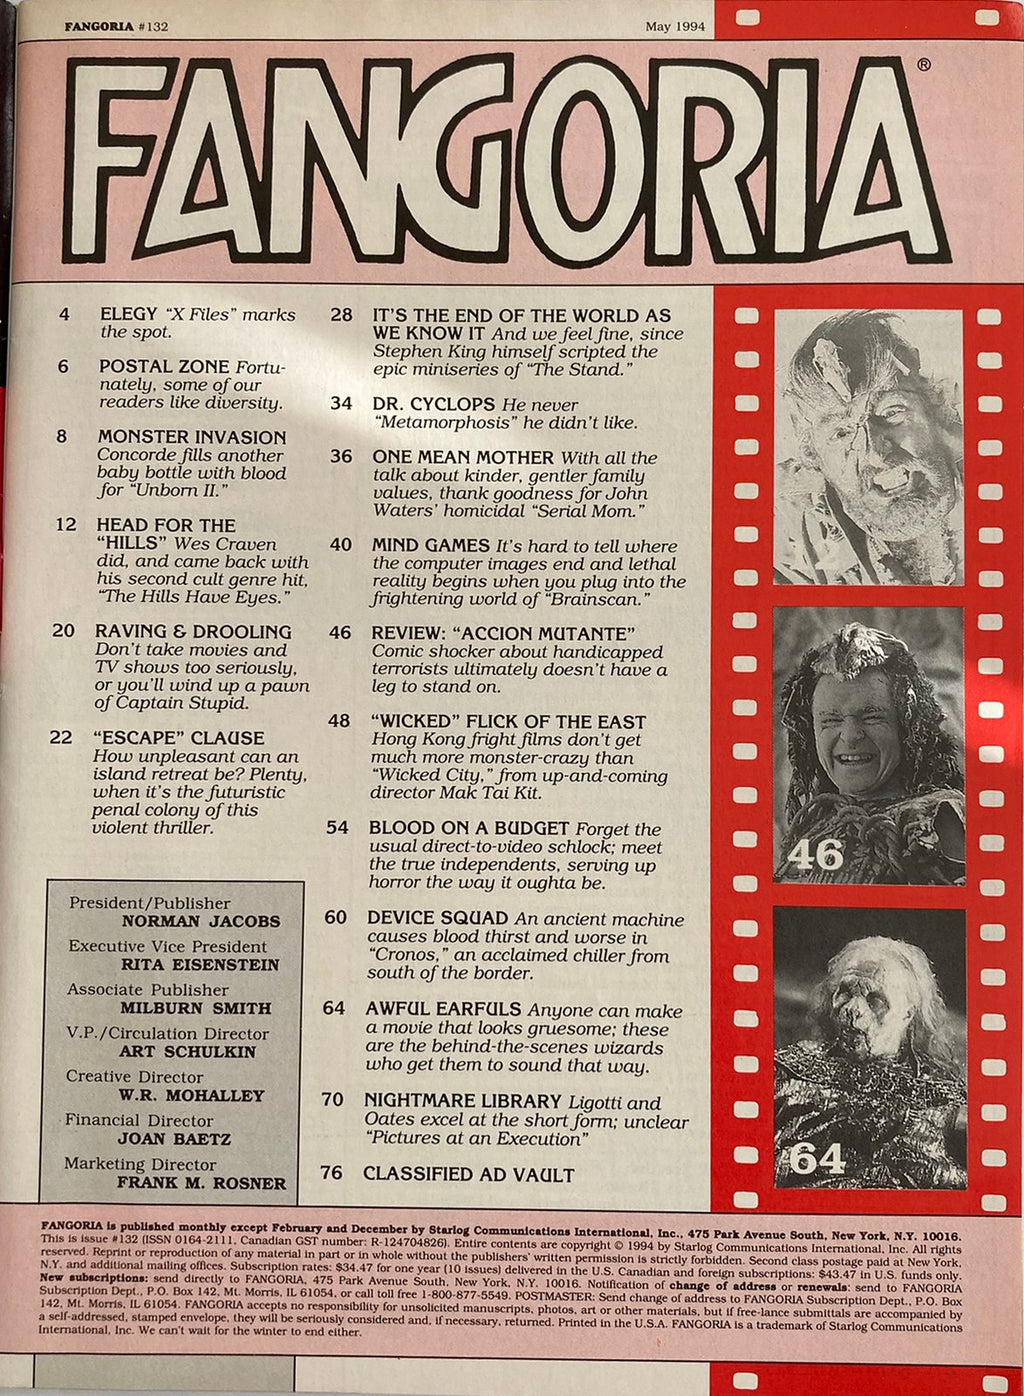 FANGORIA #132
May 1994
FANGORIA®
4 ELEGY "X Files" marks
the spot.
6 POSTAL ZONE Fortu-
nately, some of our
readers like diversity.
8 MONSTER INVASION
Concorde fills another
baby bottle with blood
for "Unborn II."
12 HEAD FOR THE
"HILLS" Wes Craven
did, and came back with
his second cult genre hit,
"The Hills Have Eyes."
20 RAVING & DROOLING
Don't take movies and
TV shows too seriously,
or you'll wind up a pawn
of Captain Stupid.
22 "ESCAPE" CLAUSE
How unpleasant can an
island retreat be? Plenty,
when it's the futuristic
penal colony of this
violent thriller.
President/Publisher
NORMAN JACOBS
Executive Vice President
RITA EISENSTEIN
Associate Publisher
MILBURN SMITH
V.P./Circulation Director
ART SCHULKIN
Creative Director
W.R. MOHALLEY
Financial Director
JOAN BAETZ
Marketing Director
FRANK M. ROSNER
28 IT'S THE END OF THE WORLD AS
WE KNOW IT And we feel fine, since
Stephen King himself scripted the
epic miniseries of "The Stand."
34 DR. CYCLOPS He never
"Metamorphosis" he didn't like.
36 ONE MEAN MOTHER With all the
talk about kinder, gentler family
values, thank goodness for John
Waters' homicidal "Serial Mom."
40 MIND GAMES It's hard to tell where
the computer images end and lethal
reality begins when you plug into the
frightening world of "Brainscan."
46 REVIEW: "ACCION MUTANTE"
Comic shocker about handicapped
terrorists ultimately doesn't have a
leg to stand on.
48 "WICKED" FLICK OF THE EAST
Hong Kong fright films don't get
much more monster-crazy than
"Wicked City," from up-and-coming
director Mak Tai Kit.
54 BLOOD ON A BUDGET Forget the
usual direct-to-video schlock; meet
the true independents, serving up
horror the way it oughta be.
60 DEVICE SQUAD An ancient machine
causes blood thirst and worse in
"Cronos," an acclaimed chiller from
south of the border.
64 AWFUL EARFULS Anyone can make
a movie that looks gruesome; these
are the behind-the-scenes wizards
who get them to sound that way.
70 NIGHTMARE LIBRARY Ligotti and
Oates excel at the short form; unclear
"Pictures at an Execution"
76 CLASSIFIED AD VAULT
46
64
FANGORIA is published monthly except February and December by Starlog Communications International, Inc., 475 Park Avenue South, New York, N.Y. 10016.
This is issue #132 (ISSN 0164-2111, Canadian GST number: R-124704826). Entire contents are copyright © 1994 by Starlog Communications International, Inc. All rights
reserved. Reprint or reproduction of any material in part or in whole without the publishers' written permission is strictly forbidden. Second class postage paid at New York,
N.Y. and additional mailing offices. Subscription rates: $34.47 for one year (10 issues) delivered in the U.S. Canadian and foreign subscriptions: $43.47 in U.S. funds only.
New subscriptions: send directly to FANGORIA, 475 Park Avenue South, New York, N.Y. 10016. Notification of change of address or renewals: send to FANGORIA
Subscription Dept., P.O. Box 142, Mt. Morris, IL 61054, or call toll free 1-800-877-5549. POSTMASTER: Send change of address to FANGORIA Subscription Dept., P.O. Box
142, Mt. Morris, IL 61054. FANGORIA accepts no responsibility for unsolicited manuscripts, photos, art or other materials, but if free-lance submittals are accompanied by
a self-addressed, stamped envelope, they will be seriously considered and, if necessary, returned. Printed in the U.S.A. FANGORIA is a trademark of Starlog Communications
International, Inc. We can't wait for the winter to end either.